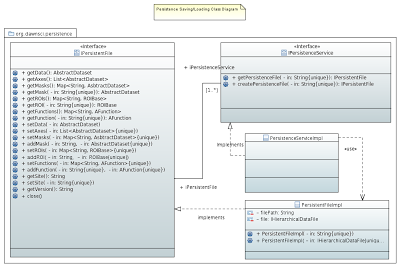 Persistence Saving/Loading Class Diagram
org.dawnsci.persistence
«Interface»
IPersistentFile
+ getData(): AbstractDataset
+ getAxes(): List<AbstractDataset>
+ getMasks(): Map<String, AbstractDataset>
+ getMask( - in: String{unique}): AbstractDataset
+ getROIs(): Map<String, ROIBase>
+ getROI( - in: String{unique}): ROIBase
+ getFunctions(): Map<String, AFunction>
+ getFunction( - in: String{unique}): AFunction
+ setData( - in: AbstractDataset)
+ setAxes( - in: List<AbstractDataset>{unique})
+ setMasks( - in: Map<String, AbstractDataset>{unique})
+ addMask( - in: String, - in: AbstractDataset{unique})
+ setROIs( - in: Map<String, ROIBase>{unique})
+ addROI( - in: String, - in: ROIBase{unique})
+ setFunctions( - in: Map<String, AFunction>{unique})
+ addFunction( - in: String{unique}, - in: AFunction{unique})
+ getSite(): String
+ setSite( - in: String{unique})
+ getVersion(): String
+ close()
+ IPersistenceService
[1..*]
+ IPersistentFile
«Interface»
IPersistenceService
+ getPersistenceFile( - in: String{unique}): IPersistentFile
+ createPersistenceFile( - in: String{unique}): IPersistentFile
Implements
PersistenceServiceImpl
«use»
implements
PersistentFileImpl
- filePath: String
- file: IHierarchicalDataFile
+ PersistentFileImpl( - in: String{unique})
+ PersistentFileImpl( - in: IHierarchicalDataFile{uniqu...